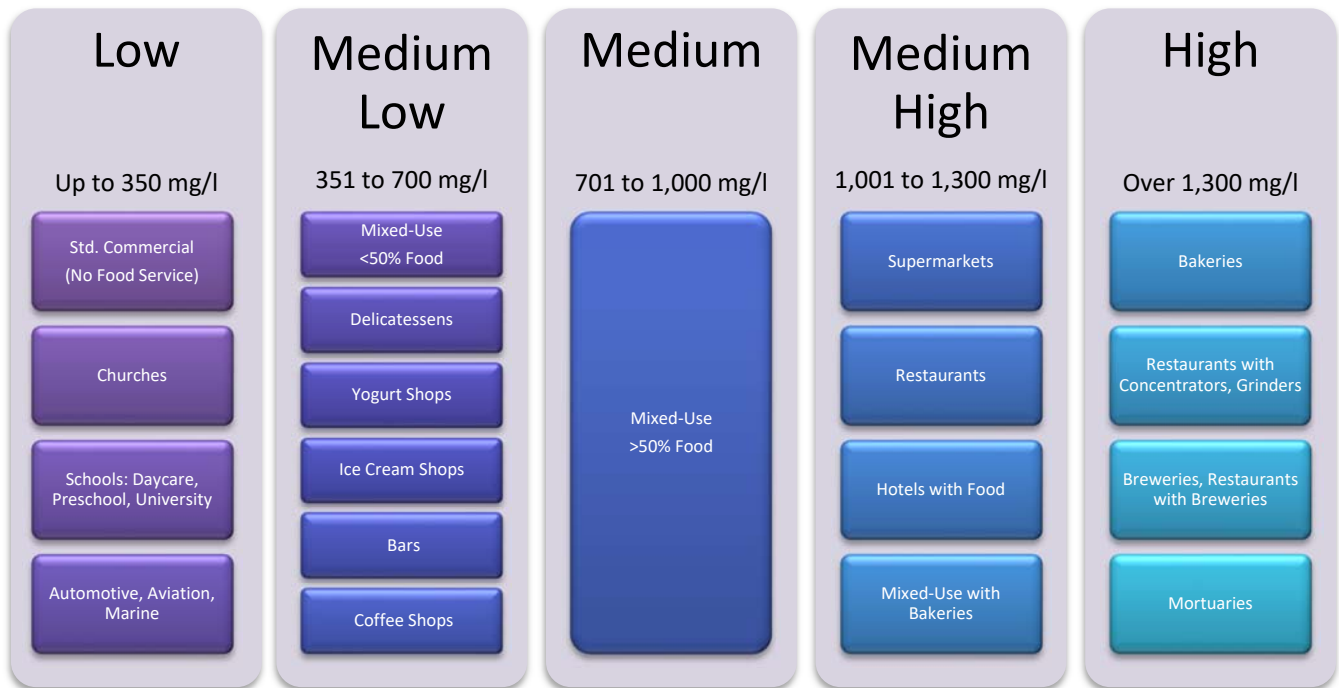 Low
Up to 350 mg/l
Std. Commercial
(No Food Service)
Churches
Schools: Daycare,
Preschool, University
Automotive, Aviation,
Marine
Medium
Low
351 to 700 mg/l
Mixed-Use
<50% Food
Delicatessens
Yogurt Shops
Ice Cream Shops
Bars
Coffee Shops
Medium
701 to 1,000 mg/l
Mixed-Use
>50% Food
Medium
High
1,001 to 1,300 mg/l
Supermarkets
Restaurants
Hotels with Food
Mixed-Use with
Bakeries
High
Over 1,300 mg/l
Bakeries
Restaurants with
Concentrators, Grinders
Breweries, Restaurants
with Breweries
Mortuaries